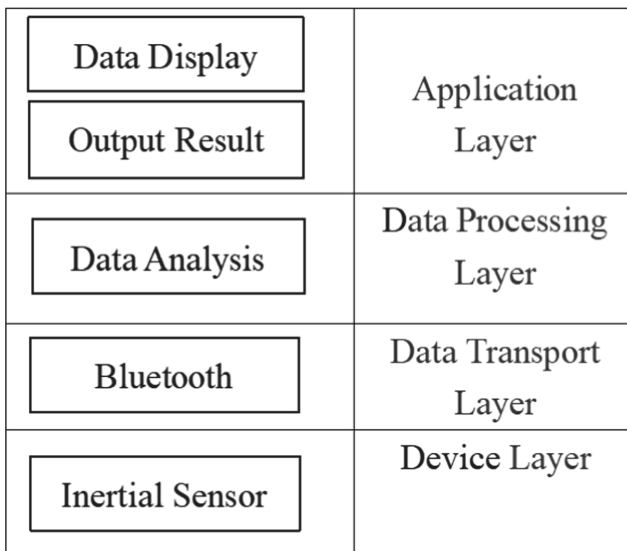 Data Display
Output Result
Application
Layer
Data Analysis
Data Processing
Layer
Bluetooth
Data Transport
Layer
Inertial Sensor
Device Layer